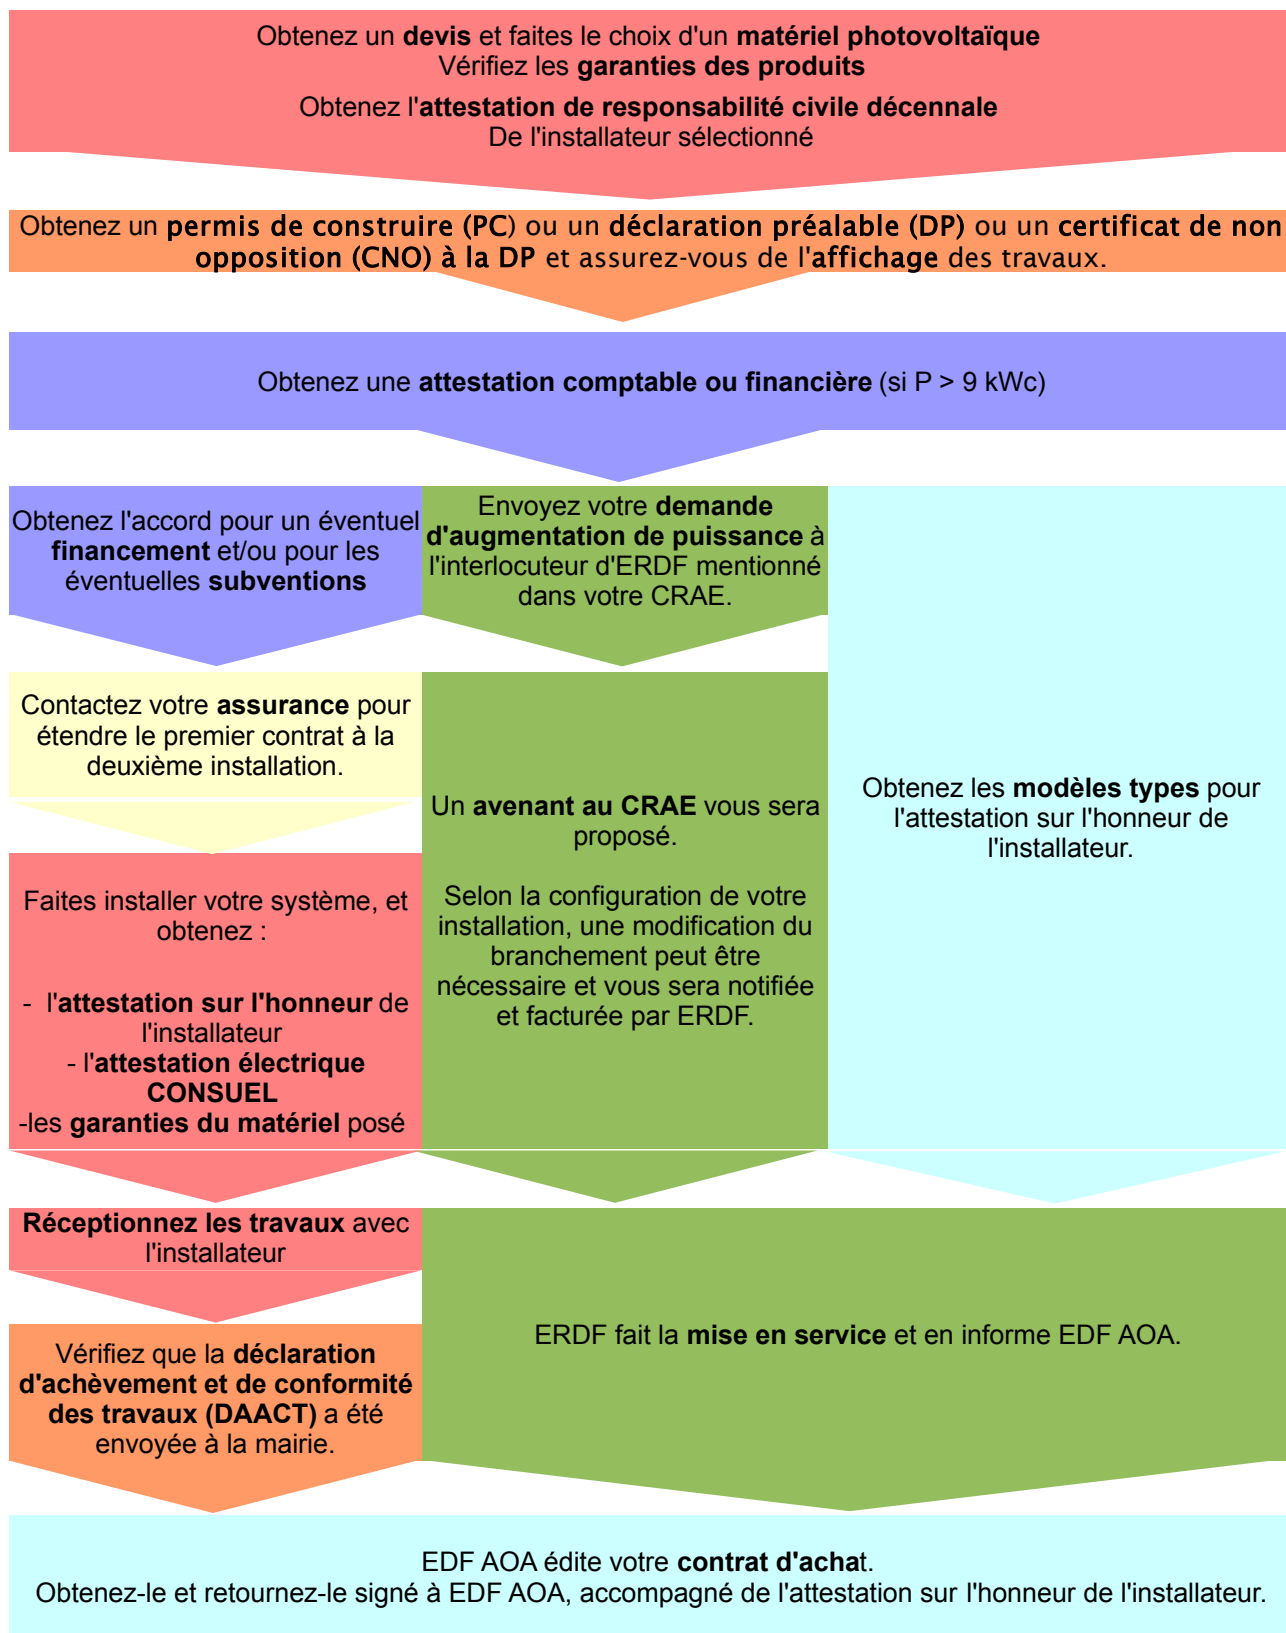 Obtenez un devis et faites le choix d'un matériel photovoltaïque
Vérifiez les garanties des produits
Obtenez l'attestation de responsabilité civile décennale
De l'installateur sélectionné
Obtenez un permis de construire (PC) ou un déclaration préalable (DP) ou un certificat de non
opposition (CNO) à la DP et assurez-vous de l'affichage des travaux.
Obtenez une attestation comptable ou financière (si P > 9 kWc)
Obtenez l'accord pour un éventuel
financement et/ou pour les
éventuelles subventions
Envoyez votre demande
d'augmentation de puissance à
l'interlocuteur d'ERDF mentionné
dans votre CRAE.
Contactez votre assurance pour
étendre le premier contrat à la
deuxième installation.
Un avenant au CRAE vous sera
proposé.
Selon la configuration de votre
installation, une modification du
branchement peut être
nécessaire et vous sera notifiée
et facturée par ERDF.
Obtenez les modèles types pour
l'attestation sur l'honneur de
l'installateur.
Faites installer votre système, et
obtenez :
- l'attestation sur l'honneur de
l'installateur
- l'attestation électrique
CONSUEL
-les garanties du matériel posé
Réceptionnez les travaux avec
l'installateur
ERDF fait la mise en service et en informe EDF AOA.
Vérifiez que la déclaration
d'achèvement et de conformité
des travaux (DAACT) a été
envoyée à la mairie.
EDF AOA édite votre contrat d'achat.
Obtenez-le et retournez-le signé à EDF AOA, accompagné de l'attestation sur l'honneur de l'installateur.